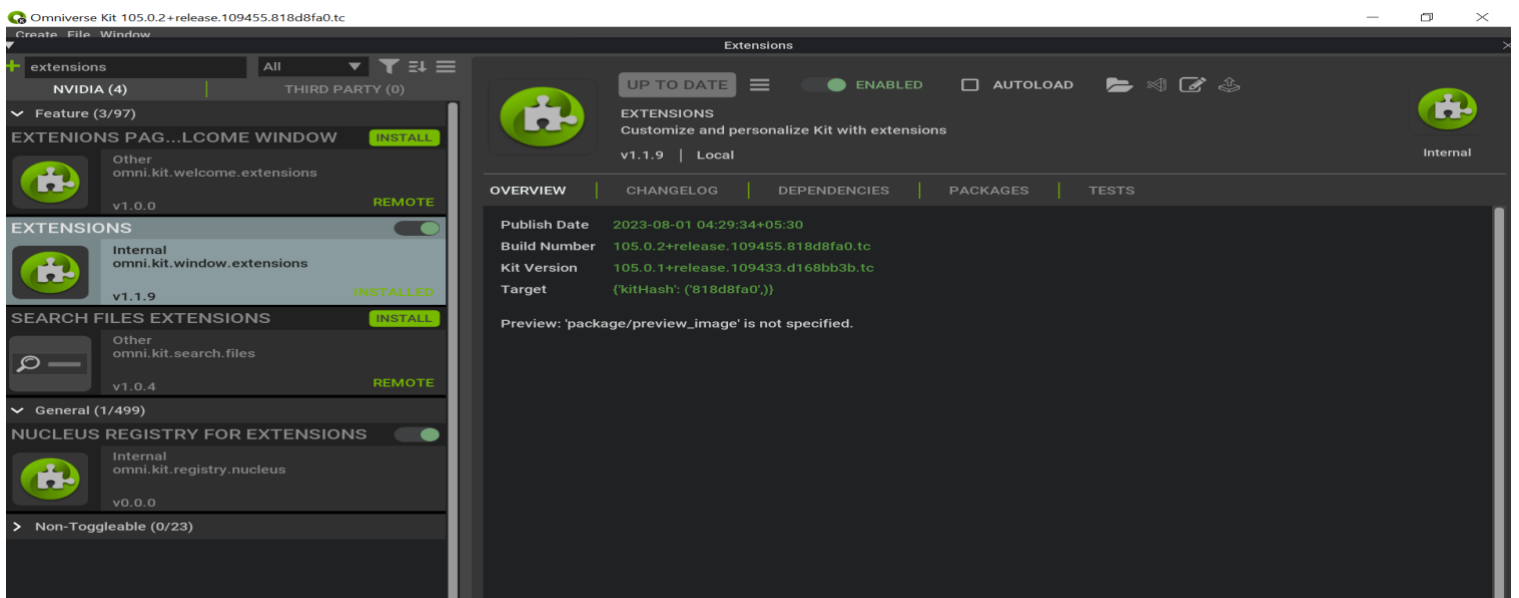 Omniverse Kit 105.0.2+release.109455.818d8fa0.tc
Create File Window
Extensions
extensions All
NVIDIA (4) THIRD PARTY (0)
Feature (3/97)
EXTENIONS PAG...LCOME WINDOW INSTALL
Other
omni.kit.welcome.extensions
v1.0.0 REMOTE
EXTENSIONS
Internal
omni.kit.window.extensions
v1.1.9 INSTALLED
SEARCH FILES EXTENSIONS INSTALL
Other
omni.kit.search.files
v1.0.4 REMOTE
General (1/499)
NUCLEUS REGISTRY FOR EXTENSIONS
Internal
omni.kit.registry.nucleus
v0.0.0
Non-Toggleable (0/23)
UP TO DATE ENABLED AUTOLOAD
EXTENSIONS
Customize and personalize Kit with extensions
v1.1.9 | Local
Internal
OVERVIEW CHANGELOG DEPENDENCIES PACKAGES TESTS
Publish Date 2023-08-01 04:29:34+05:30
Build Number 105.0.2+release.109455.818d8fa0.tc
Kit Version 105.0.1+release.109433.d168bb3b.tc
Target {'kitHash': ('818d8fa0',)}
Preview: 'package/preview_image' is not specified.